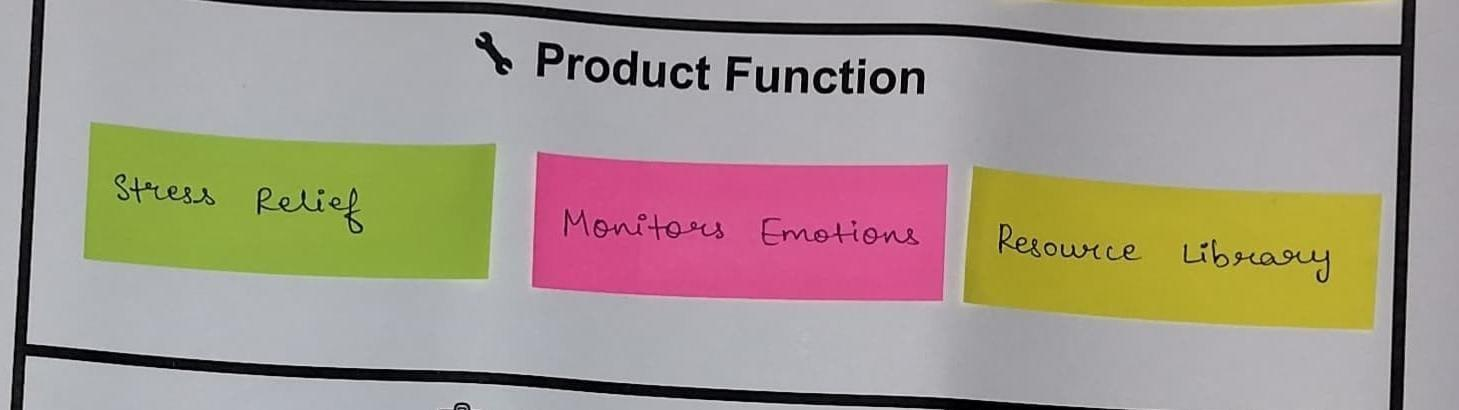 Product Function
Stress Relief
Monitors Emotions
Resource Library